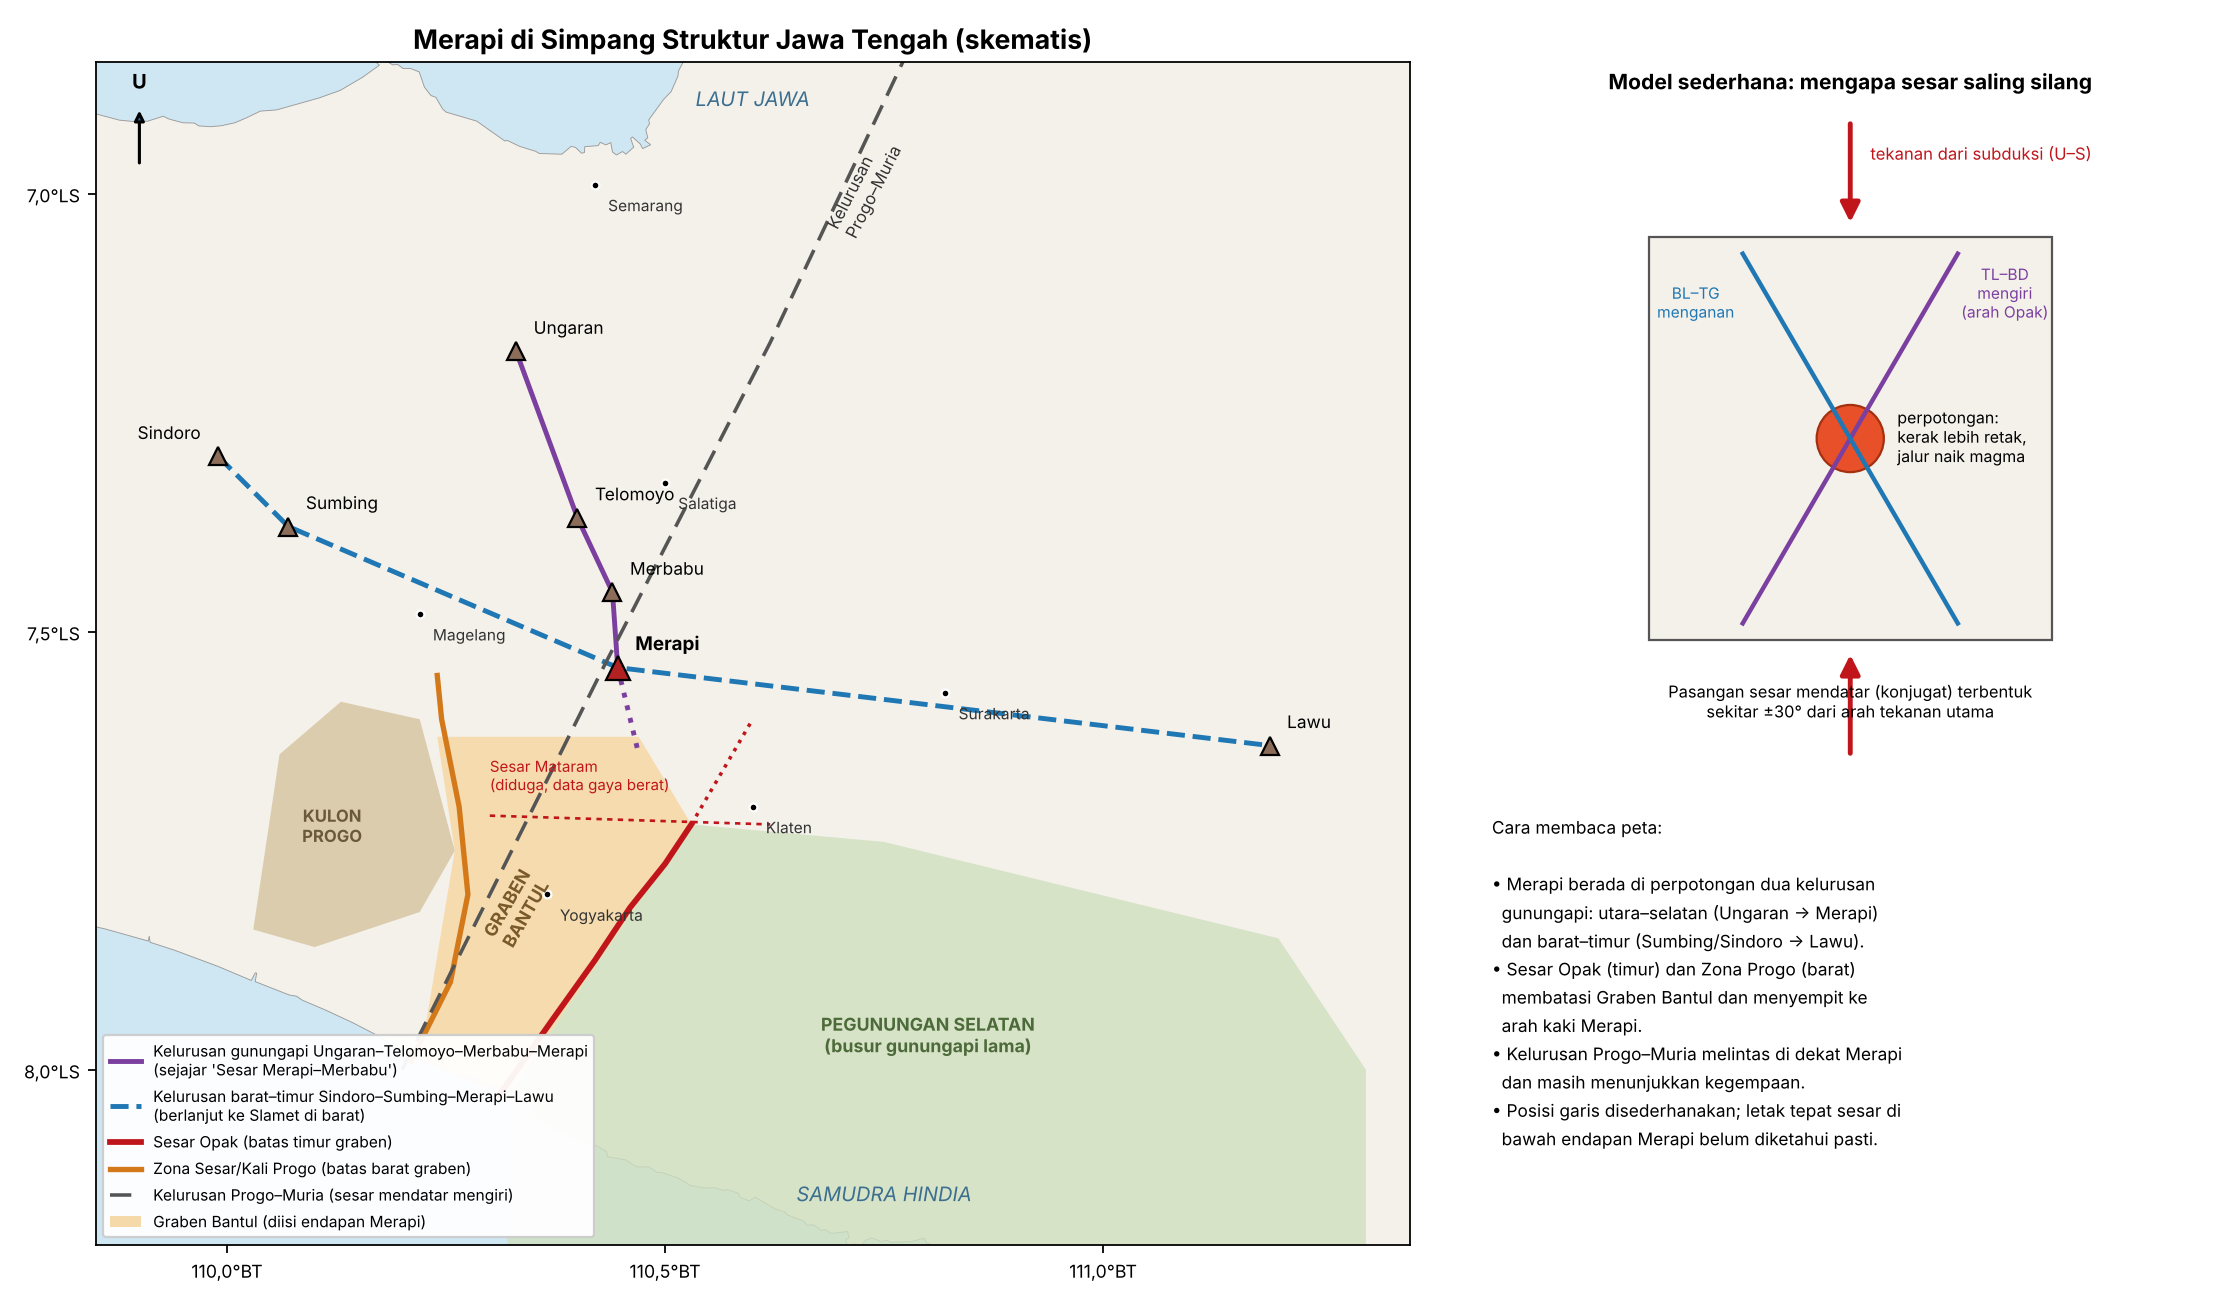 Merapi di Simpang Struktur Jawa Tengah (skematis)
U
LAUT JAWA
Kelurusan
Progo–Muria
7,0°LS
Semarang
Ungaran
Sindoro
Sumbing
Telomoyo
Salatiga
Merbabu
7,5°LS
Magelang
Merapi
Surakarta
Lawu
Sesar Mataram
(diduga, data gaya berat)
KULON
PROGO
Klaten
GRABEN
BANTUL
Yogyakarta
PEGUNUNGAN SELATAN
(busur gunungapi lama)
8,0°LS
SAMUDRA HINDIA
Kelurusan gunungapi Ungaran–Telomoyo–Merbabu–Merapi
(sejajar 'Sesar Merapi–Merbabu')
Kelurusan barat–timur Sindoro–Sumbing–Merapi–Lawu
(berlanjut ke Slamet di barat)
Sesar Opak (batas timur graben)
Zona Sesar/Kali Progo (batas barat graben)
Kelurusan Progo–Muria (sesar mendatar mengiri)
Graben Bantul (diisi endapan Merapi)
110,0°BT
110,5°BT
111,0°BT
Model sederhana: mengapa sesar saling silang
tekanan dari subduksi (U–S)
BL–TG
menganan
TL–BD
mengiri
(arah Opak)
perpotongan:
kerak lebih retak,
jalur naik magma
Pasangan sesar mendatar (konjugat) terbentuk
sekitar ±30° dari arah tekanan utama
Cara membaca peta:
• Merapi berada di perpotongan dua kelurusan
gunungapi: utara–selatan (Ungaran → Merapi)
dan barat–timur (Sumbing/Sindoro → Lawu).
• Sesar Opak (timur) dan Zona Progo (barat)
membatasi Graben Bantul dan menyempit ke
arah kaki Merapi.
• Kelurusan Progo–Muria melintas di dekat Merapi
dan masih menunjukkan kegempaan.
• Posisi garis disederhanakan; letak tepat sesar di
bawah endapan Merapi belum diketahui pasti.